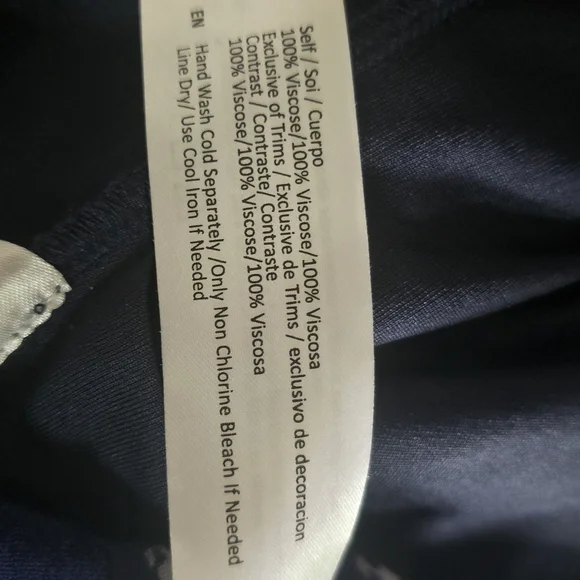 Self / Soi / Cuerpo
100% Viscose/100% Viscose/100% Viscosa
Exclusive of Trims / Exclusive de Trims / exclusivo de decoracion
Contrast / Contraste/ Contraste
100% Viscose/100% Viscose/100% Viscosa
EN Hand Wash Cold Separately /Only Non Chlorine Bleach If Needed
Line Dry/ Use Cool Iron If Needed